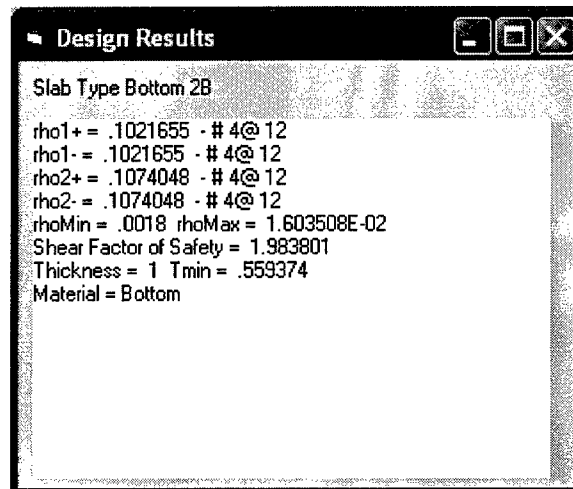 Design Results
Slab Type Bottom 2B
rho1+ = .1021655 - # 4@ 12
rho1- = .1021655 - # 4@ 12
rho2+ = .1074048 - # 4@ 12
rho2- = .1074048 - # 4@ 12
rhoMin = .0018 rhoMax = 1.603508E-02
Shear Factor of Safety = 1.983801
Thickness = 1 Tmin = .559374
Material = Bottom